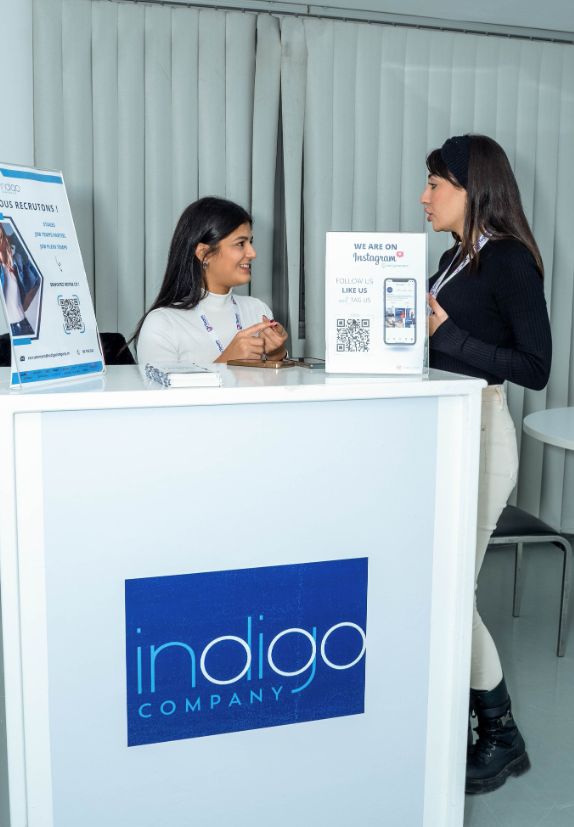 indigo
OUS RECRUTONS !
STAGES
JOB TEMPS PARTIEL
JOB PLEIN TEMPS
WE ARE ON
Instagram
FOLLOW US
LIKE US
and TAG US
indigo
COMPANY